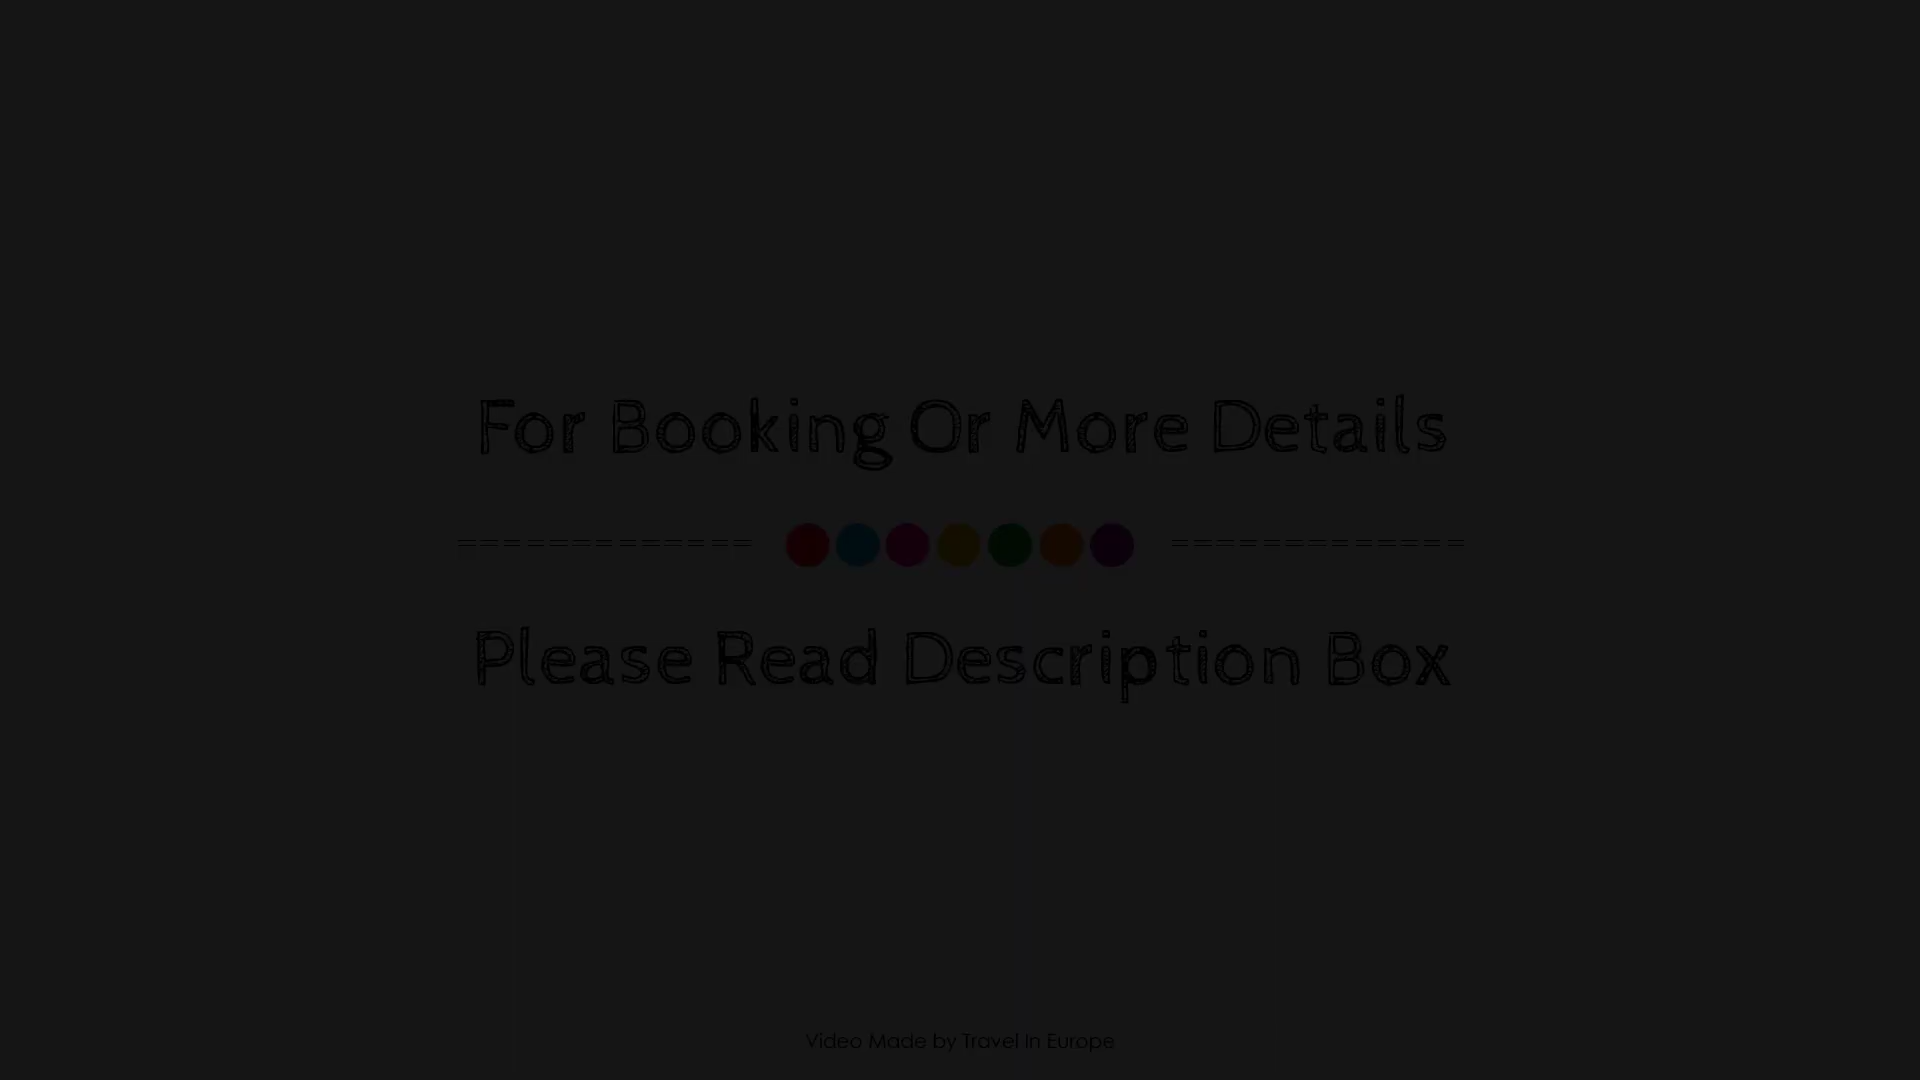 For Booking Or More Details
============= =============
Please Read Description Box
Video Made by Travel In Europe